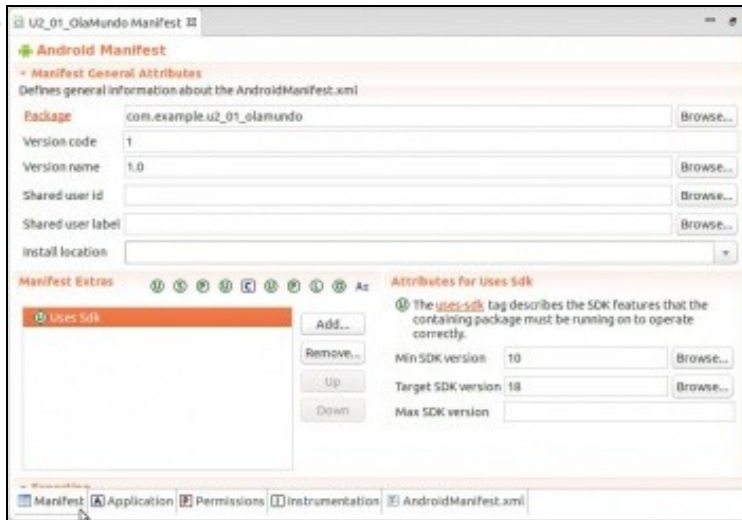 U2_01_OlaMundo Manifest
Android Manifest
Manifest General Attributes
Defines general information about the AndroidManifest.xml
Package com.example.u2_01_olamundo Browse...
Version code 1
Version name 1.0 Browse...
Shared user id Browse...
Shared user label Browse...
Install location
Manifest Extras U S P U C U P L Az
Attributes for Uses Sdk
U Uses Sdk
Add...
Remove...
Up
Down
U The uses-sdk tag describes the SDK features that the
containing package must be running on to operate
correctly.
Min SDK version 10 Browse...
Target SDK version 18 Browse...
Max SDK version
Manifest A Application P Permissions I Instrumentation AndroidManifest.xml